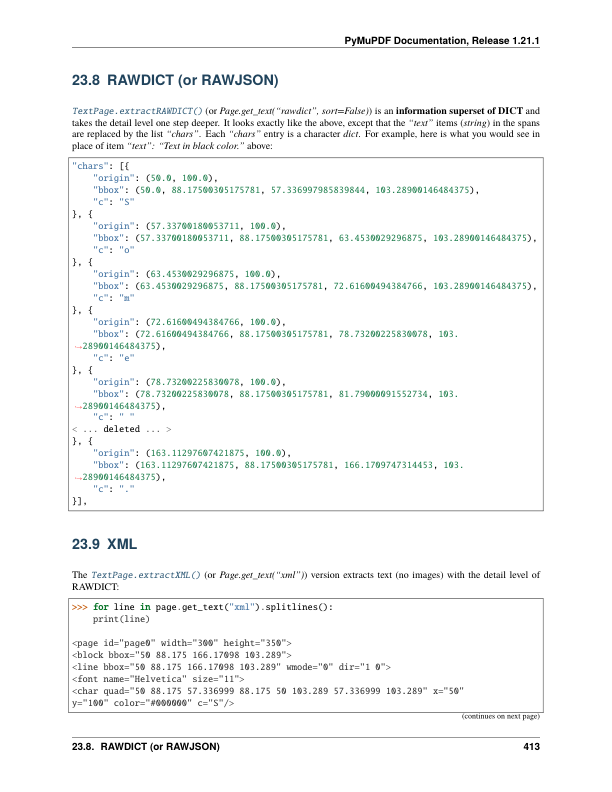 PyMuPDF Documentation, Release 1.21.1
23.8 RAWDICT (or RAWJSON)
TextPage.extractRAWDICT() (or Page.get_text(“rawdict”, sort=False)) is an information superset of DICT and
takes the detail level one step deeper. It looks exactly like the above, except that the “text” items (string) in the spans
are replaced by the list “chars”. Each “chars” entry is a character dict. For example, here is what you would see in
place of item “text”: “Text in black color.” above:
"chars": [{
    "origin": (50.0, 100.0),
    "bbox": (50.0, 88.17500305175781, 57.336997985839844, 103.28900146484375),
    "c": "S"
}, {
    "origin": (57.33700180053711, 100.0),
    "bbox": (57.33700180053711, 88.17500305175781, 63.4530029296875, 103.28900146484375),
    "c": "o"
}, {
    "origin": (63.4530029296875, 100.0),
    "bbox": (63.4530029296875, 88.17500305175781, 72.61600494384766, 103.28900146484375),
    "c": "m"
}, {
    "origin": (72.61600494384766, 100.0),
    "bbox": (72.61600494384766, 88.17500305175781, 78.73200225830078, 103.
→28900146484375),
    "c": "e"
}, {
    "origin": (78.73200225830078, 100.0),
    "bbox": (78.73200225830078, 88.17500305175781, 81.79000091552734, 103.
→28900146484375),
    "c": " "
< ... deleted ... >
}, {
    "origin": (163.11297607421875, 100.0),
    "bbox": (163.11297607421875, 88.17500305175781, 166.1709747314453, 103.
→28900146484375),
    "c": "."
}],
23.9 XML
The TextPage.extractXML() (or Page.get_text(“xml”)) version extracts text (no images) with the detail level of
RAWDICT:
>>> for line in page.get_text("xml").splitlines():
    print(line)
<page id="page0" width="300" height="350">
<block bbox="50 88.175 166.17098 103.289">
<line bbox="50 88.175 166.17098 103.289" wmode="0" dir="1 0">
<font name="Helvetica" size="11">
<char quad="50 88.175 57.336999 88.175 50 103.289 57.336999 103.289" x="50"
y="100" color="#000000" c="S"/>
(continues on next page)
23.8. RAWDICT (or RAWJSON) 413